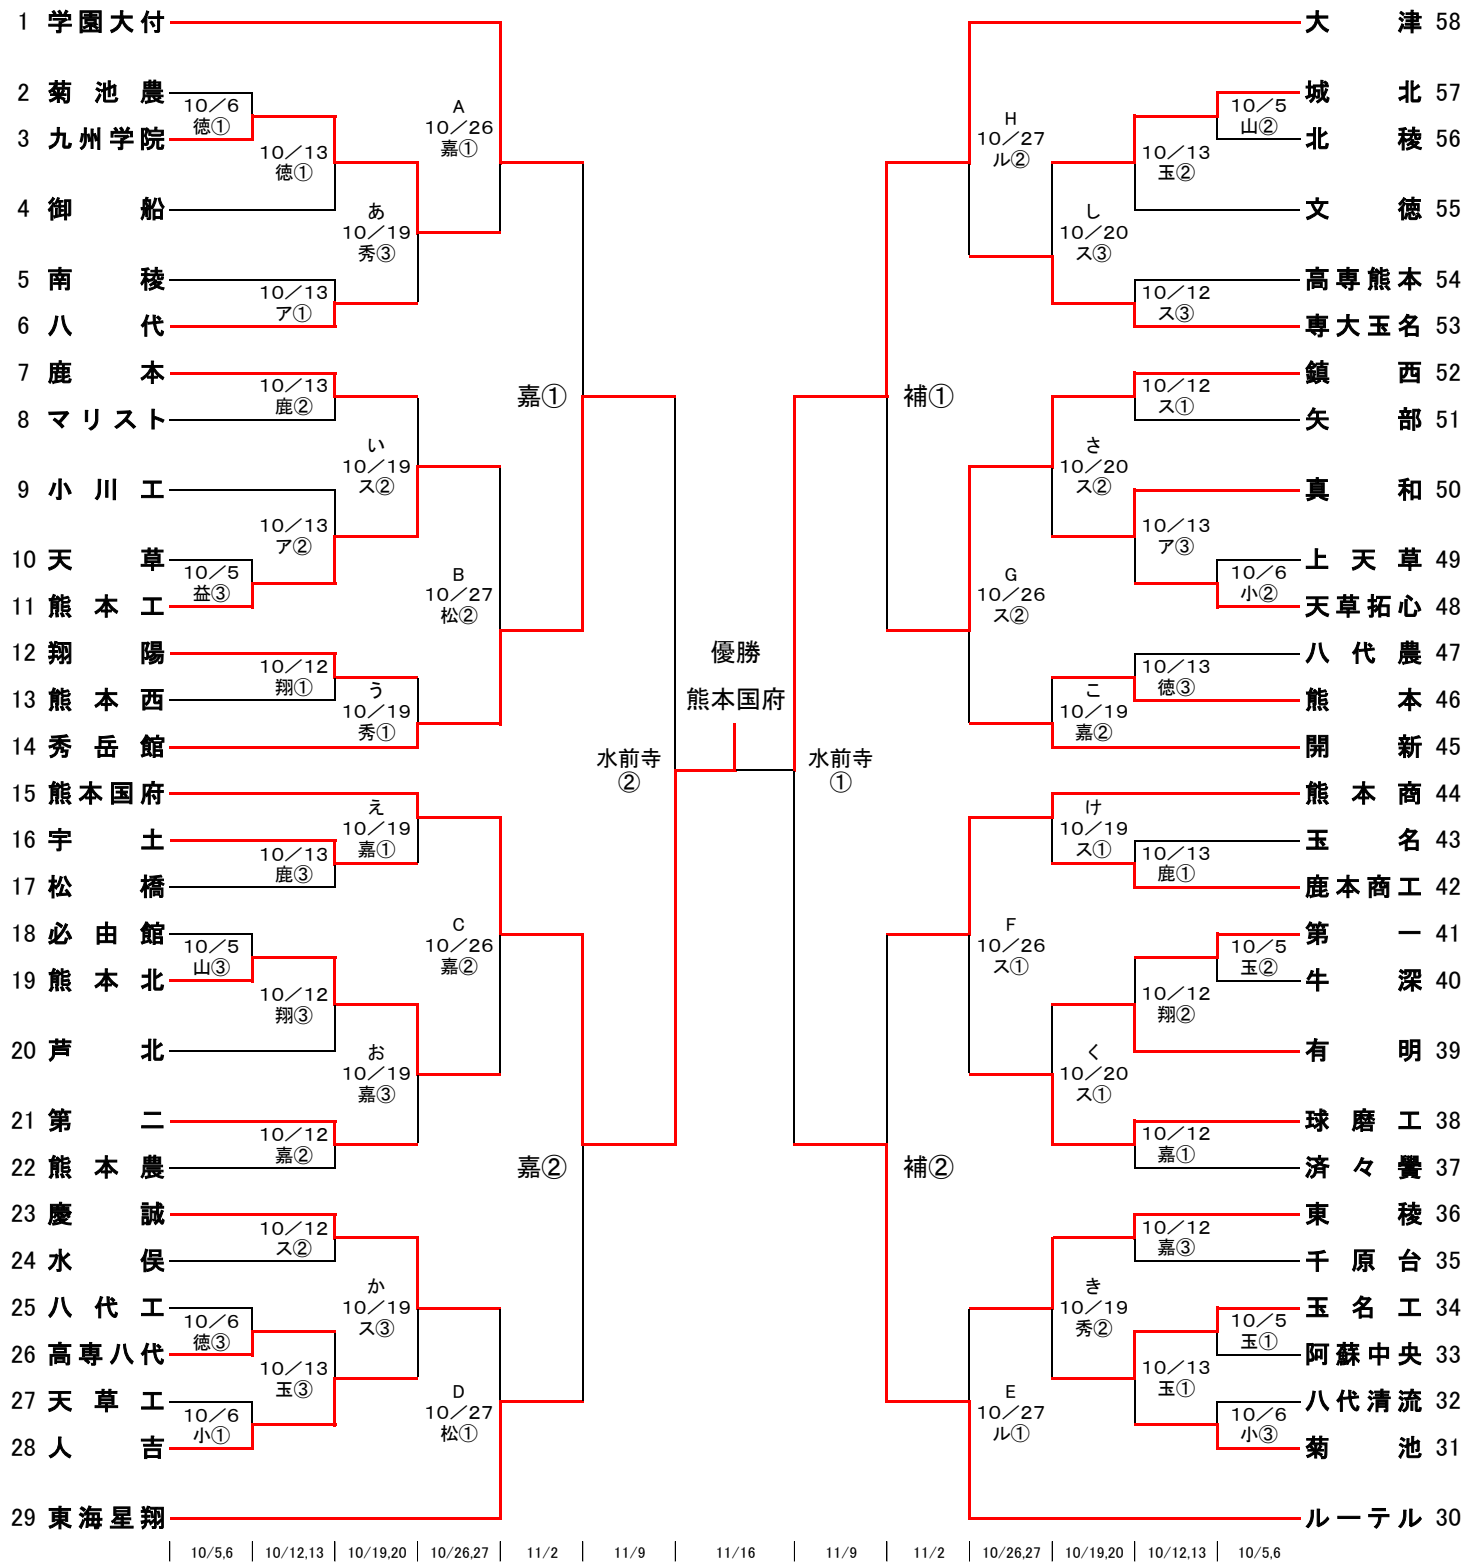 1 学園大付
2 菊池農
10／6
徳①
3 九州学院
10／13
徳①
4 御船
あ
10／19
秀③
5 南稜
10／13
ア①
6 八代
A
10／26
嘉①
7 鹿本
10／13
鹿②
8 マリスト
い
10／19
ス②
9 小川工
10／13
ア②
10 天草
10／5
益③
11 熊本工
B
10／27
松②
12 翔陽
10／12
翔①
13 熊本西
う
10／19
秀①
14 秀岳館
嘉①
15 熊本国府
え
10／19
嘉①
16 宇土
10／13
鹿③
17 松橋
18 必由館
10／5
山③
19 熊本北
10／12
翔③
20 芦北
C
10／26
嘉②
お
10／19
嘉③
21 第二
10／12
嘉②
22 熊本農
嘉②
23 慶誠
10／12
ス②
24 水俣
か
10／19
ス③
25 八代工
10／6
徳③
26 高専八代
10／13
玉③
27 天草工
10／6
小①
28 人吉
D
10／27
松①
29 東海星翔
水前寺
②
優勝
熊本国府
水前寺
①
大津 58
城北 57
10／5
山②
北稜 56
10／13
玉②
文徳 55
H
10／27
ル②
し
10／20
ス③
高専熊本 54
10／12
ス③
専大玉名 53
補①
鎮西 52
10／12
ス①
矢部 51
さ
10／20
ス②
真和 50
10／13
ア③
上天草 49
10／6
小②
天草拓心 48
G
10／26
ス②
八代農 47
10／13
徳③
熊本 46
こ
10／19
嘉②
開新 45
熊本商 44
け
10／19
ス①
玉名 43
10／13
鹿①
鹿本商工 42
F
10／26
ス①
第一 41
10／5
玉②
牛深 40
10／12
翔②
有明 39
く
10／20
ス①
球磨工 38
10／12
嘉①
済々黌 37
補②
東稜 36
10／12
嘉③
千原台 35
き
10／19
秀②
玉名工 34
10／5
玉①
阿蘇中央 33
10／13
玉①
八代清流 32
10／6
小③
菊池 31
E
10／27
ル①
ルーテル 30
10/5,6 10/12,13 10/19,20 10/26,27 11/2 11/9 11/16 11/9 11/2 10/26,27 10/19,20 10/12,13 10/5,6